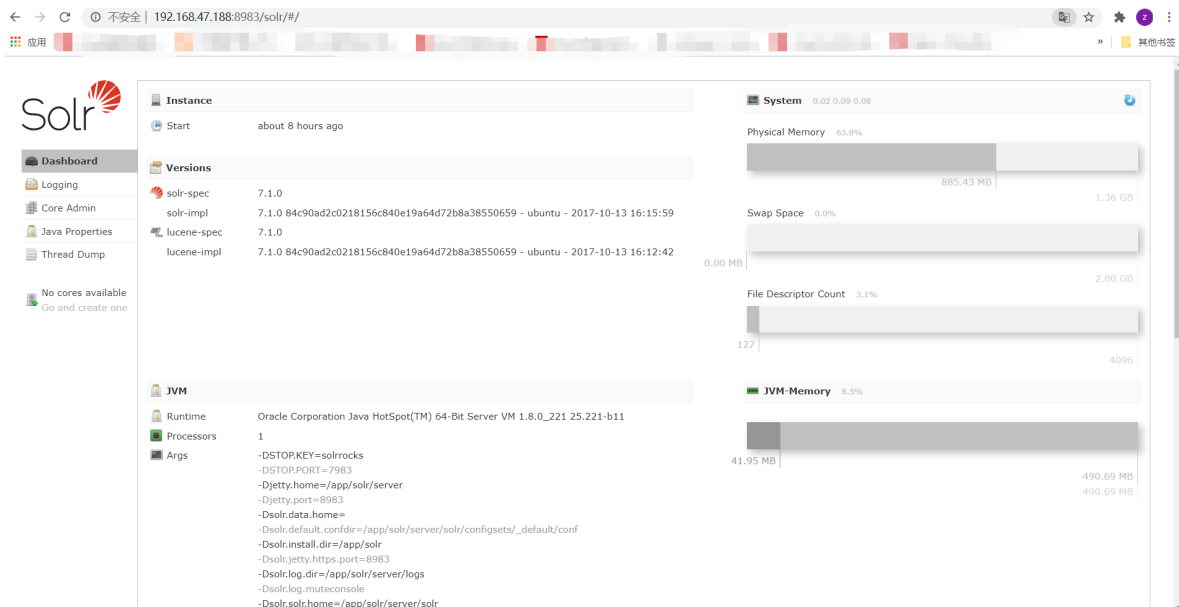 不安全 | 192.168.47.188:8983/solr/#/
应用
» 其他书签
Solr
Dashboard
Logging
Core Admin
Java Properties
Thread Dump
No cores available
Go and create one
Instance
Start about 8 hours ago
Versions
solr-spec 7.1.0
solr-impl 7.1.0 84c90ad2c0218156c840e19a64d72b8a38550659 - ubuntu - 2017-10-13 16:15:59
lucene-spec 7.1.0
lucene-impl 7.1.0 84c90ad2c0218156c840e19a64d72b8a38550659 - ubuntu - 2017-10-13 16:12:42
JVM
Runtime Oracle Corporation Java HotSpot(TM) 64-Bit Server VM 1.8.0_221 25.221-b11
Processors 1
Args -DSTOP.KEY=solrrocks
-DSTOP.PORT=7983
-Djetty.home=/app/solr/server
-Djetty.port=8983
-Dsolr.data.home=
-Dsolr.default.confdir=/app/solr/server/solr/configsets/_default/conf
-Dsolr.install.dir=/app/solr
-Dsolr.jetty.https.port=8983
-Dsolr.log.dir=/app/solr/server/logs
-Dsolr.log.muteconsole
-Dsolr.solr.home=/app/solr/server/solr
System 0.02 0.09 0.08
Physical Memory 63.8%
885.43 MB
1.36 GB
Swap Space 0.0%
0.00 MB
2.00 GB
File Descriptor Count 3.1%
127
4096
JVM-Memory 8.5%
41.95 MB
490.69 MB
490.69 MB